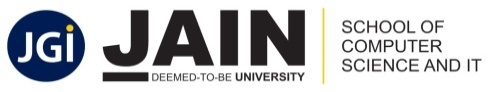 JGi
JAIN
DEEMED-TO-BE UNIVERSITY
SCHOOL OF
COMPUTER
SCIENCE AND IT